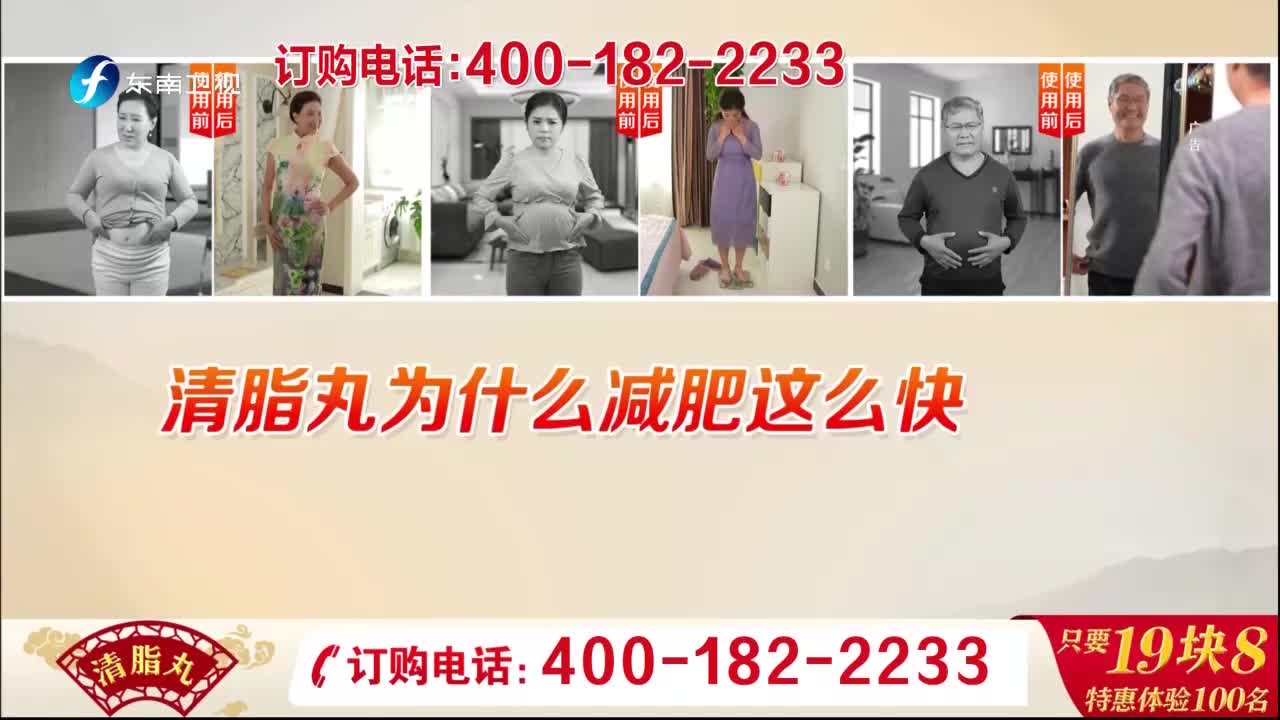 订购电话:400-182-2233
东南卫视
使用前
使用后
使用前
使用后
使用前
使用后
广告
清脂丸为什么减肥这么快
清脂丸
订购电话:400-182-2233
只要19块8
特惠体验100名